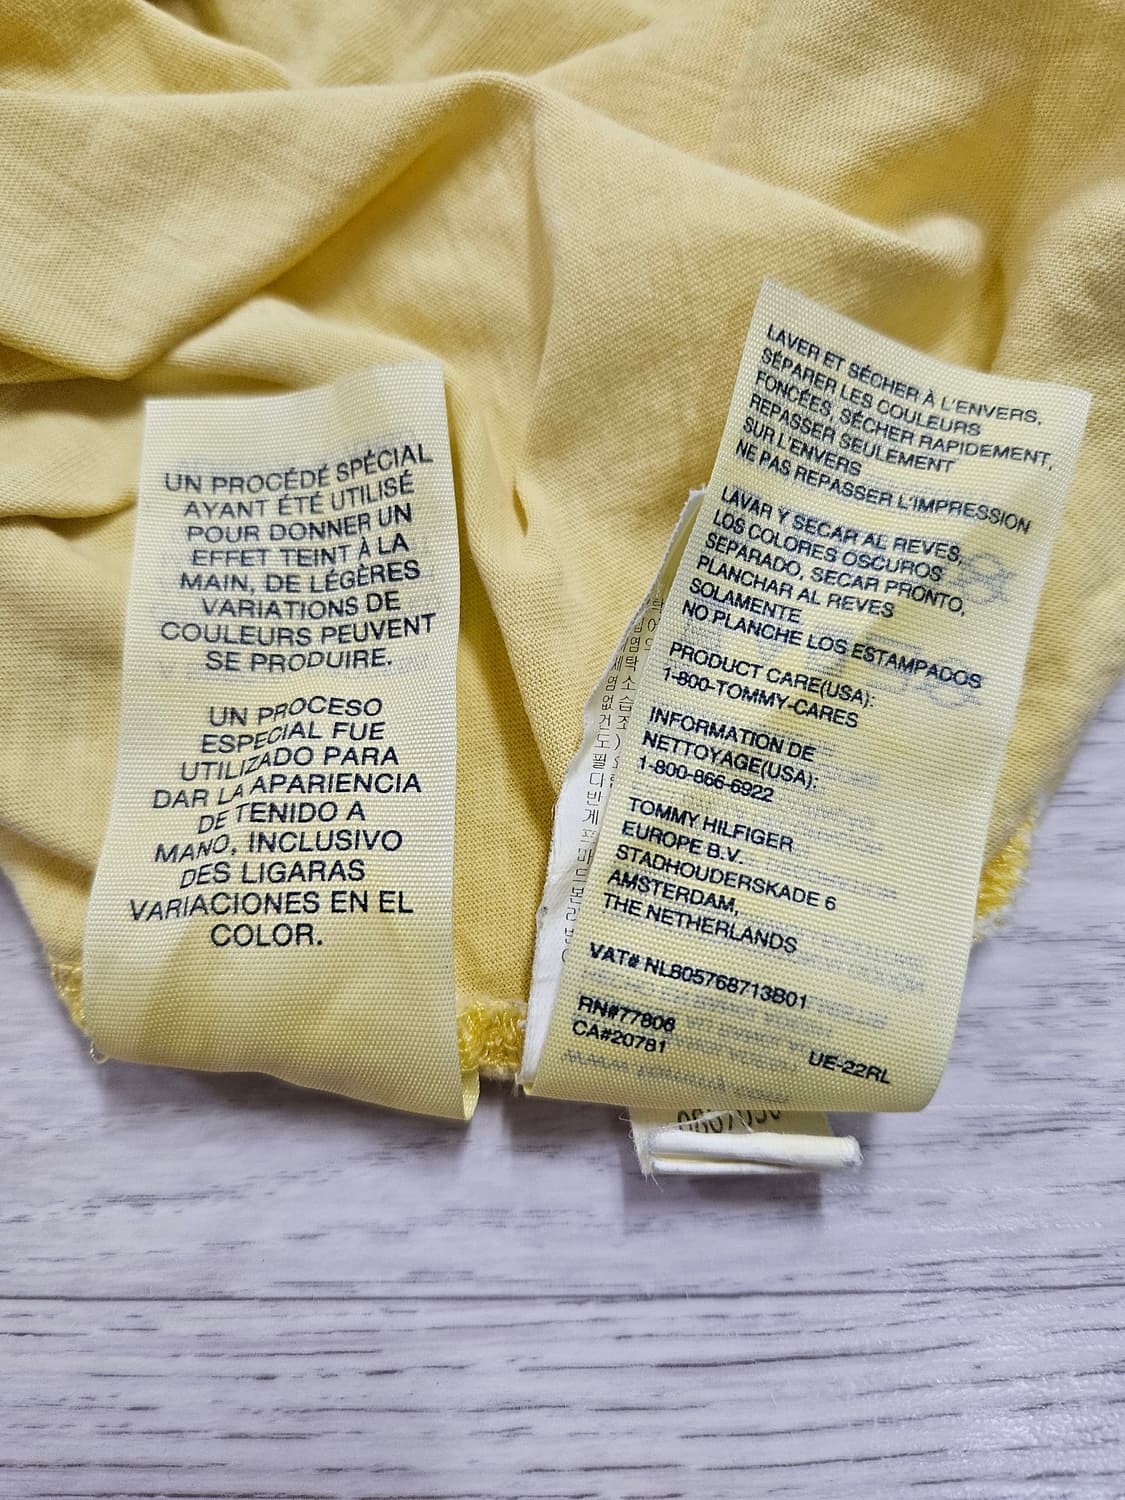 UN PROCÉDÉ SPÉCIAL
AYANT ÉTÉ UTILISÉ
POUR DONNER UN
EFFET TEINT À LA
MAIN, DE LÉGÈRES
VARIATIONS DE
COULEURS PEUVENT
SE PRODUIRE.
UN PROCESO
ESPECIAL FUE
UTILIZADO PARA
DAR LA APARIENCIA
DE TENIDO A
MANO, INCLUSIVO
DES LIGARAS
VARIACIONES EN EL
COLOR.
LAVER ET SÉCHER À L'ENVERS,
SÉPARER LES COULEURS
FONCÉES, SÉCHER RAPIDEMENT,
REPASSER SEULEMENT
SUR L'ENVERS
NE PAS REPASSER L'IMPRESSION
LAVAR Y SECAR AL REVES,
LOS COLORES OSCUROS
SEPARADO, SECAR PRONTO,
PLANCHAR AL REVES
SOLAMENTE
NO PLANCHE LOS ESTAMPADOS
PRODUCT CARE(USA):
1-800-TOMMY-CARES
INFORMATION DE
NETTOYAGE(USA):
1-800-866-6922
TOMMY HILFIGER
EUROPE B.V.
STADHOUDERSKADE 6
AMSTERDAM,
THE NETHERLANDS
VAT# NL805768713B01
RN#77806
CA#20781
UE-22RL